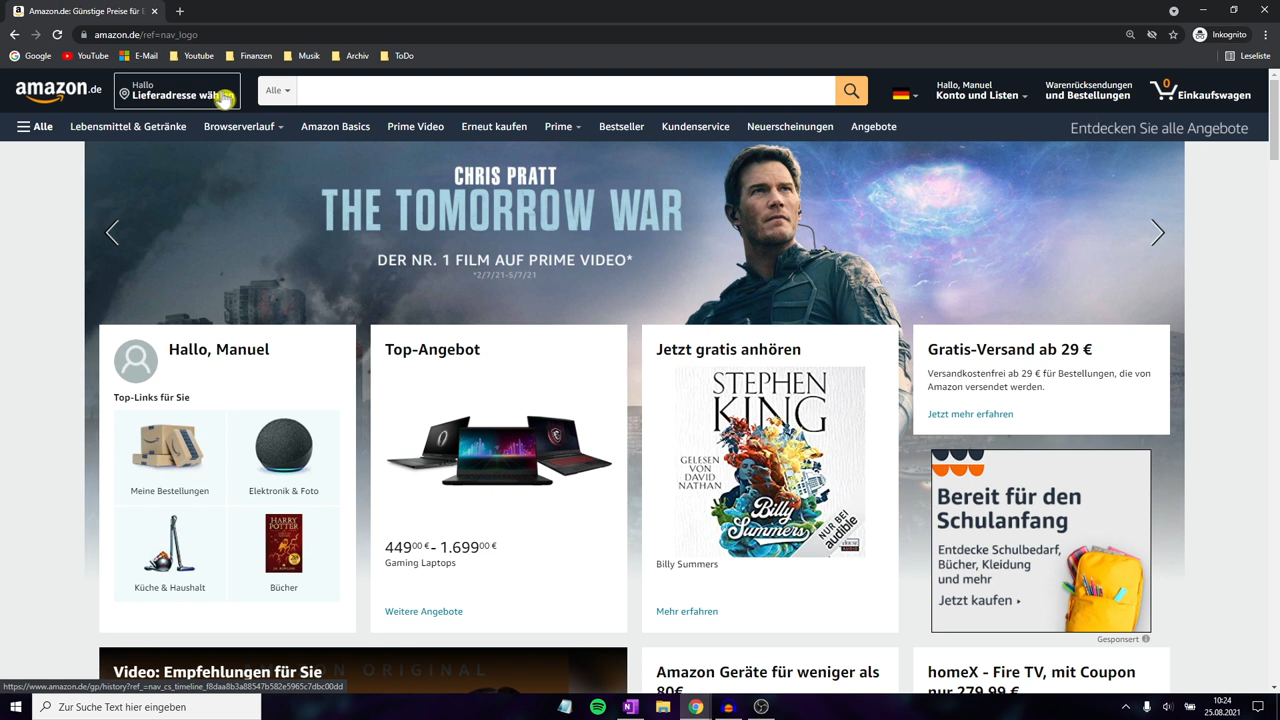 Amazon.de: Günstige Preise für E
amazon.de/ref=nav_logo
Inkognito
Google
YouTube
E-Mail
Youtube
Finanzen
Musik
Archiv
ToDo
Leseliste
amazon.de
Hallo
Lieferadresse wäh
Alle
Hallo, Manuel
Konto und Listen
Warenrücksendungen
und Bestellungen
0
Einkaufswagen
Alle
Lebensmittel & Getränke
Browserverlauf
Amazon Basics
Prime Video
Erneut kaufen
Prime
Bestseller
Kundenservice
Neuerscheinungen
Angebote
Entdecken Sie alle Angebote
CHRIS PRATT
THE TOMORROW WAR
DER NR. 1 FILM AUF PRIME VIDEO*
*2/7/21-5/7/21
Hallo, Manuel
Top-Links für Sie
Meine Bestellungen
Elektronik & Foto
HARRY
POTTER
Küche & Haushalt
Bücher
Top-Angebot
449,00 € - 1.699,00 €
Gaming Laptops
Weitere Angebote
Jetzt gratis anhören
STEPHEN
KING
GELESEN
VON
DAVID
NATHAN
Billy
Summers
NUR BEI
audible
Billy Summers
Mehr erfahren
Gratis-Versand ab 29 €
Versandkostenfrei ab 29 € für Bestellungen, die von
Amazon versendet werden.
Jetzt mehr erfahren
Bereit für den
Schulanfang
Entdecke Schulbedarf,
Bücher, Kleidung
und mehr
Jetzt kaufen
Gesponsert
Video: Empfehlungen für Sie
ORIGINAL
Amazon Geräte für weniger als
80€
homeX - Fire TV, mit Coupon
nur 279,99 €
https://www.amazon.de/gp/history?ref_=nav_cs_timeline_f8daa8b3a88547b582e5965c7dbc00dd
Zur Suche Text hier eingeben
10:24
25.08.2021